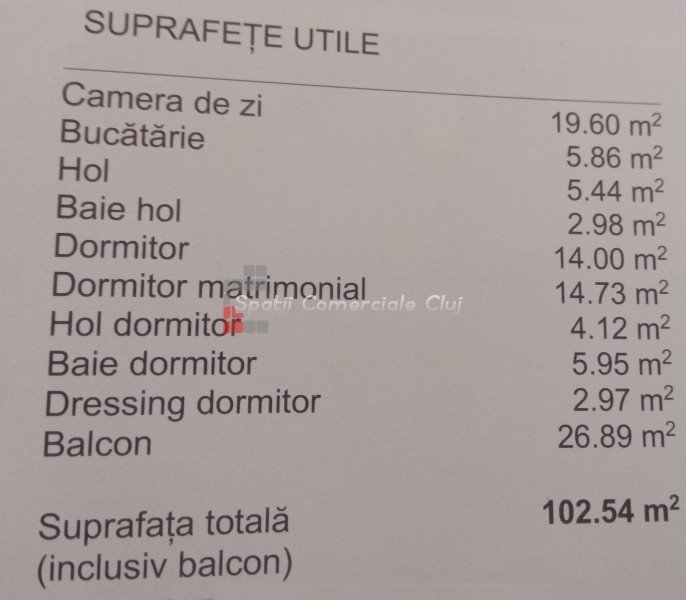 SUPRAFEȚE UTILE
Camera de zi 19.60 m²
Bucătărie 5.86 m²
Hol 5.44 m²
Baie hol 2.98 m²
Dormitor 14.00 m²
Dormitor matrimonial 14.73 m²
Spatii Comerciale Cluj
Hol dormitor 4.12 m²
Baie dormitor 5.95 m²
Dressing dormitor 2.97 m²
Balcon 26.89 m²
Suprafața totală 102.54 m²
(inclusiv balcon)